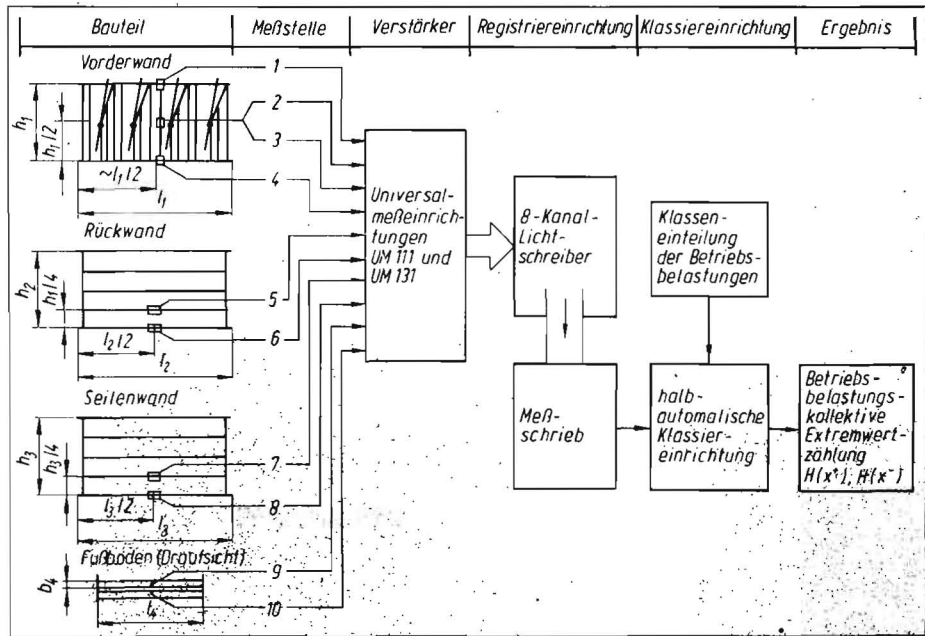 Bauteil
Meßstelle
Verstärker
Registriereinrichtung
Klassiereinrichtung
Ergebnis
Vorderwand
h₁
h₁/2
~l₁/2
l₁
Rückwand
h₂
h₁/4
l₂/2
l₂
Seitenwand
h₃
h₃/4
l₃/2
l₃
Fußboden (Draufsicht)
b₄
l₄
1
2
3
4
5
6
7
8
9
10
Universal-
meßeinrich-
tungen
UM 111 und
UM 131
8-Kanal-
Licht-
schreiber
Meß-
schrieb
Klassen-
einteilung
der Betriebs-
belastungen
halb-
automatische
Klassier-
einrichtung
Betriebs-
belastungs-
kollektive
Extremwert-
zählung
H(x⁺), H(x⁻)